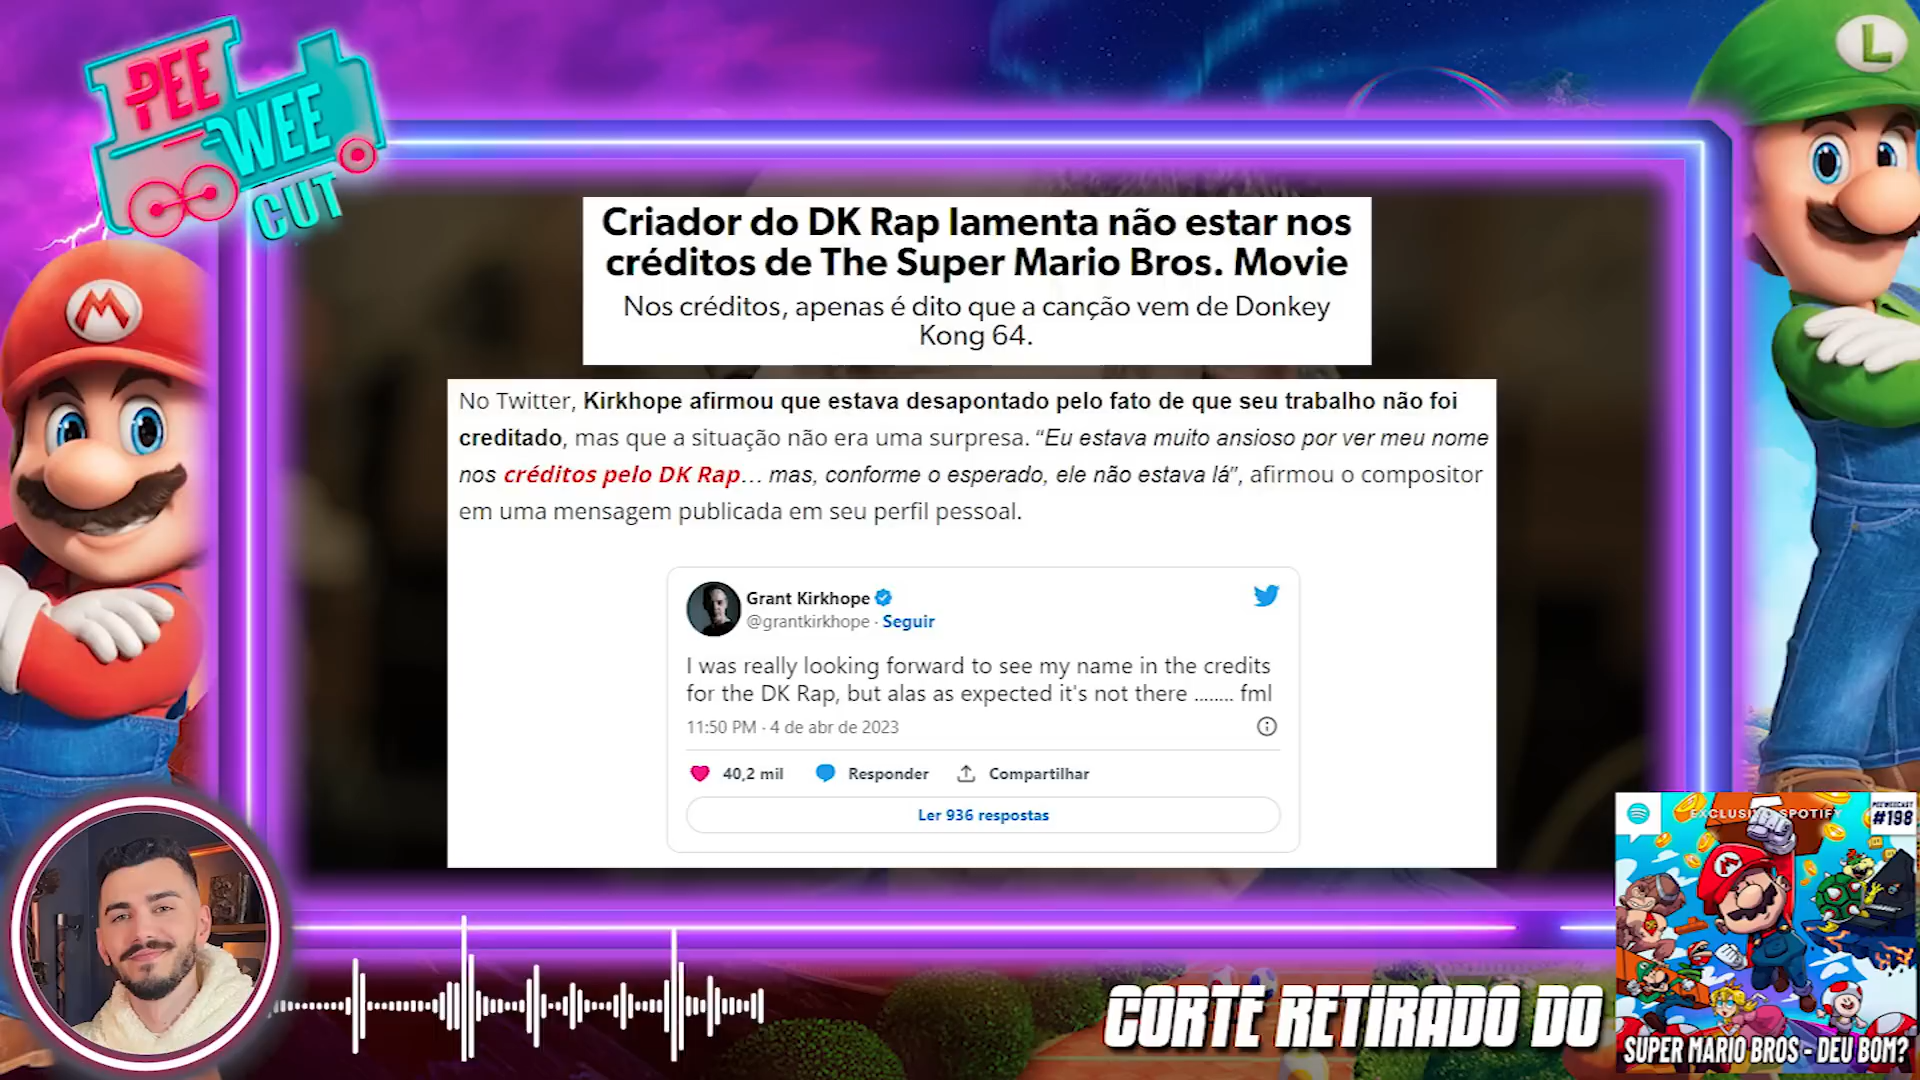 PEE
WEE
CUT
L
M
Criador do DK Rap lamenta não estar nos
créditos de The Super Mario Bros. Movie
Nos créditos, apenas é dito que a canção vem de Donkey
Kong 64.
No Twitter, Kirkhope afirmou que estava desapontado pelo fato de que seu trabalho não foi
creditado, mas que a situação não era uma surpresa. “Eu estava muito ansioso por ver meu nome
nos créditos pelo DK Rap… mas, conforme o esperado, ele não estava lá”, afirmou o compositor
em uma mensagem publicada em seu perfil pessoal.
Grant Kirkhope
@grantkirkhope · Seguir
I was really looking forward to see my name in the credits
for the DK Rap, but alas as expected it's not there ........ fml
11:50 PM · 4 de abr de 2023
40,2 mil Responder Compartilhar
Ler 936 respostas
CORTE RETIRADO DO
SPOTIFY
PEEWEECAST
#198
M
SUPER MARIO BROS - DEU BOM?